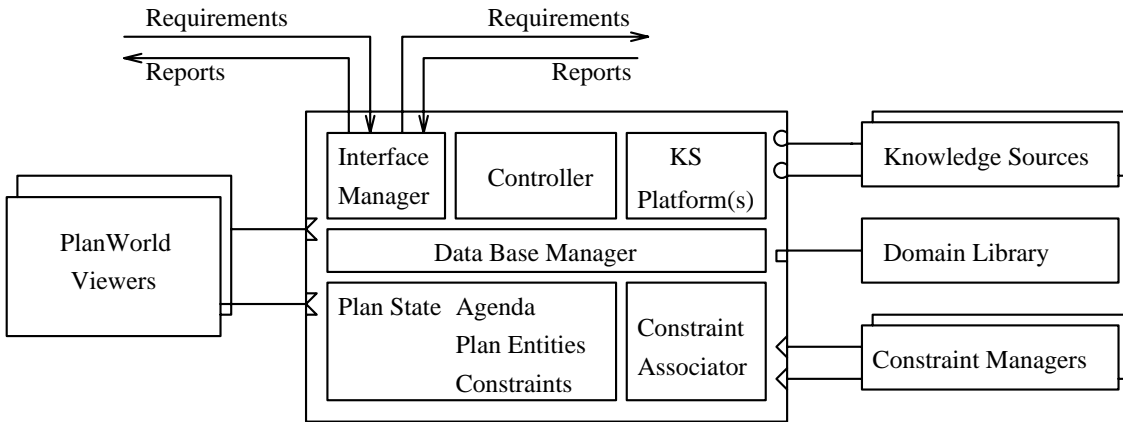 Requirements
Requirements
Reports
Reports
Interface
Manager
Controller
KS
Platform(s)
Knowledge Sources
PlanWorld
Viewers
Data Base Manager
Domain Library
Plan State
Agenda
Plan Entities
Constraints
Constraint
Associator
Constraint Managers